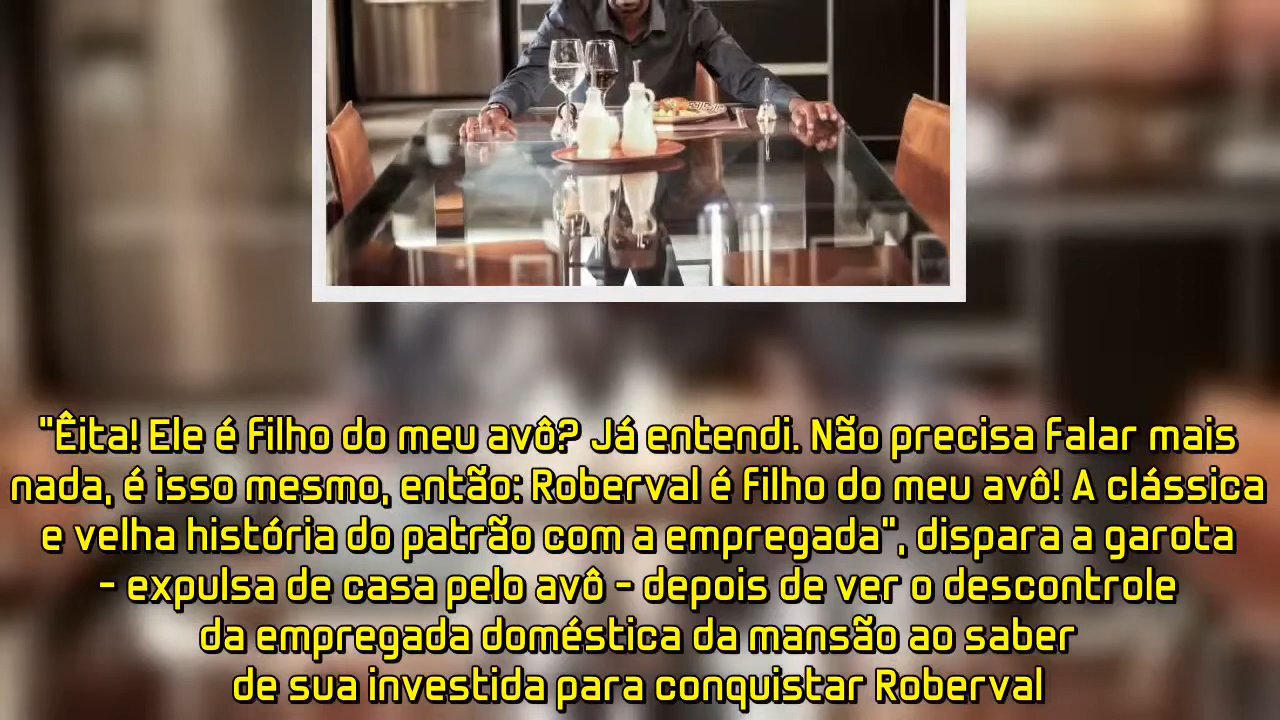 "Êita! Ele é filho do meu avô? Já entendi. Não precisa falar mais
nada, é isso mesmo, então: Roberval é filho do meu avô! A clássica
e velha história do patrão com a empregada", dispara a garota
- expulsa de casa pelo avô - depois de ver o descontrole
da empregada doméstica da mansão ao saber
de sua investida para conquistar Roberval